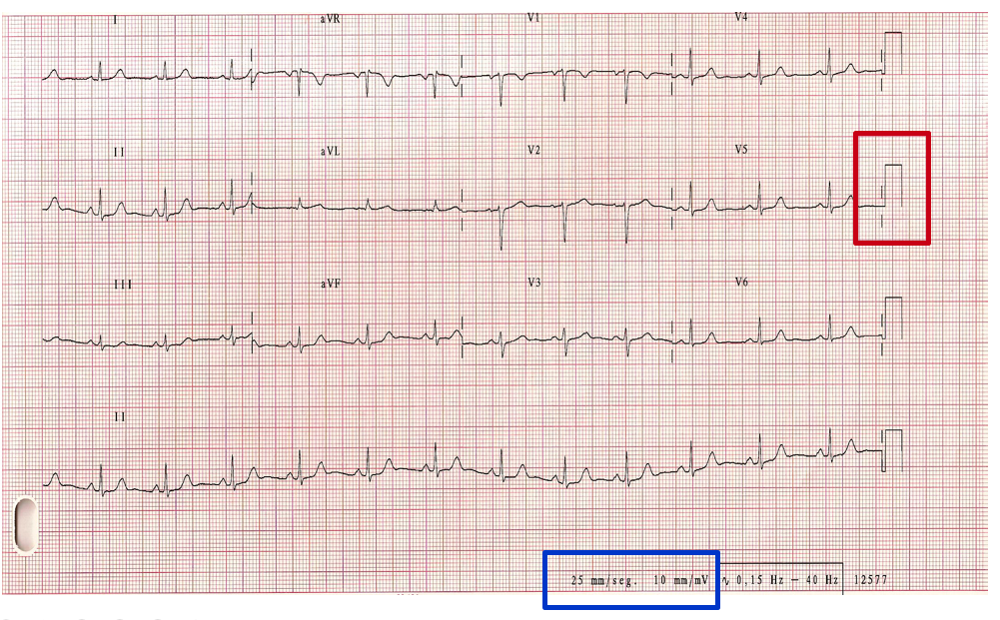 I aVR V1 V4
II aVL V2 V5
III aVF V3 V6
II
25 mm/seg. 10 mm/mV ∿ 0,15 Hz — 40 Hz 12577